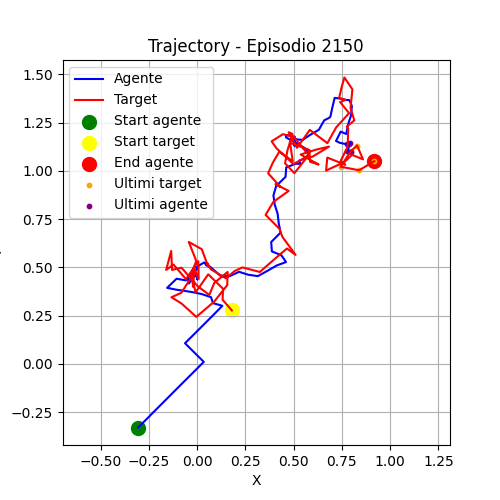 Trajectory - Episodio 2150
Agente
Target
Start agente
Start target
End agente
Ultimi target
Ultimi agente
1.50
1.25
1.00
0.75
0.50
0.25
0.00
−0.25
−0.50 −0.25 0.00 0.25 0.50 0.75 1.00 1.25
X